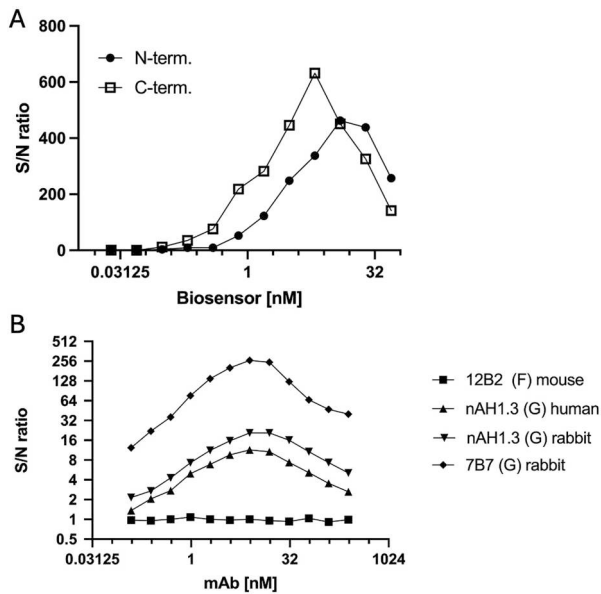 A
800
600
400
200
0
S/N ratio
N-term.
C-term.
0.03125
1
32
Biosensor [nM]
B
512
256
128
64
32
16
8
4
2
1
0.5
S/N ratio
0.03125
1
32
1024
mAb [nM]
12B2 (F) mouse
nAH1.3 (G) human
nAH1.3 (G) rabbit
7B7 (G) rabbit